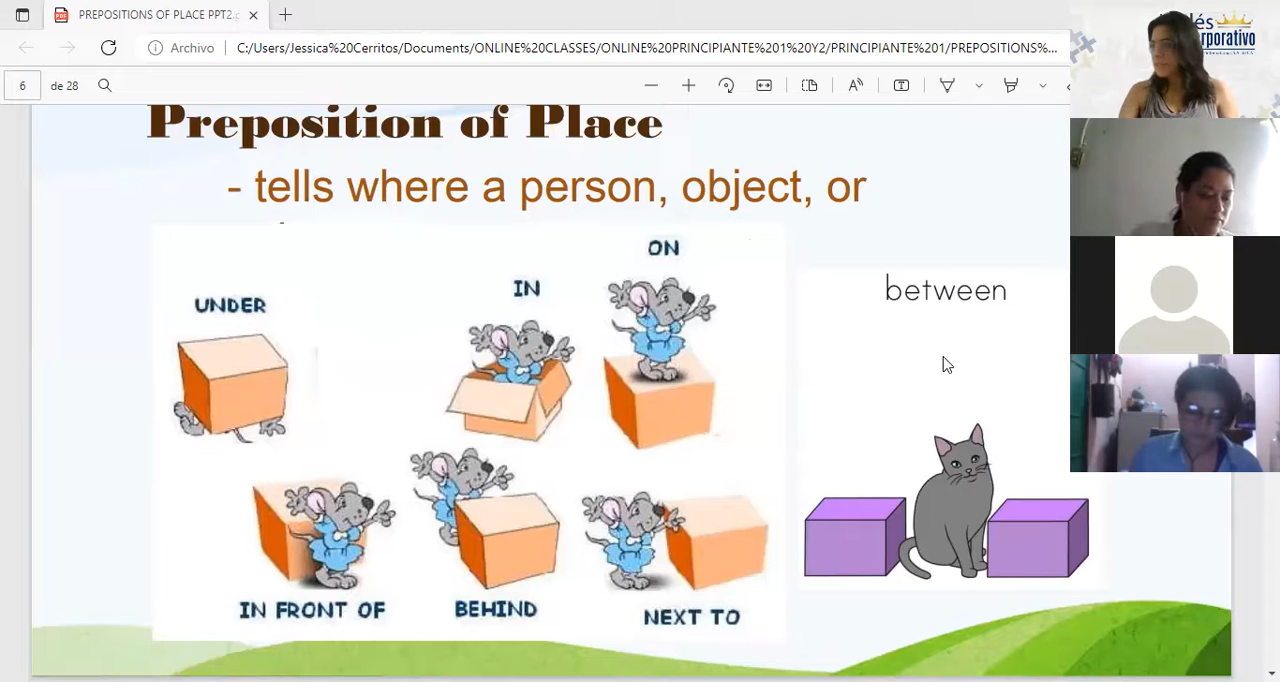 PREPOSITIONS OF PLACE PPT2.
Archivo
C:/Users/Jessica%20Cerrito/Documents/ONLINE%20CLASSES/ONLINE%20PRINCIPIANTE%201%20Y2/PRINCIPIANTE%201/PREPOSITIONS%...
6 de 28
Preposition of Place
- tells where a person, object, or
ON
IN
UNDER
between
IN FRONT OF
BEHIND
NEXT TO